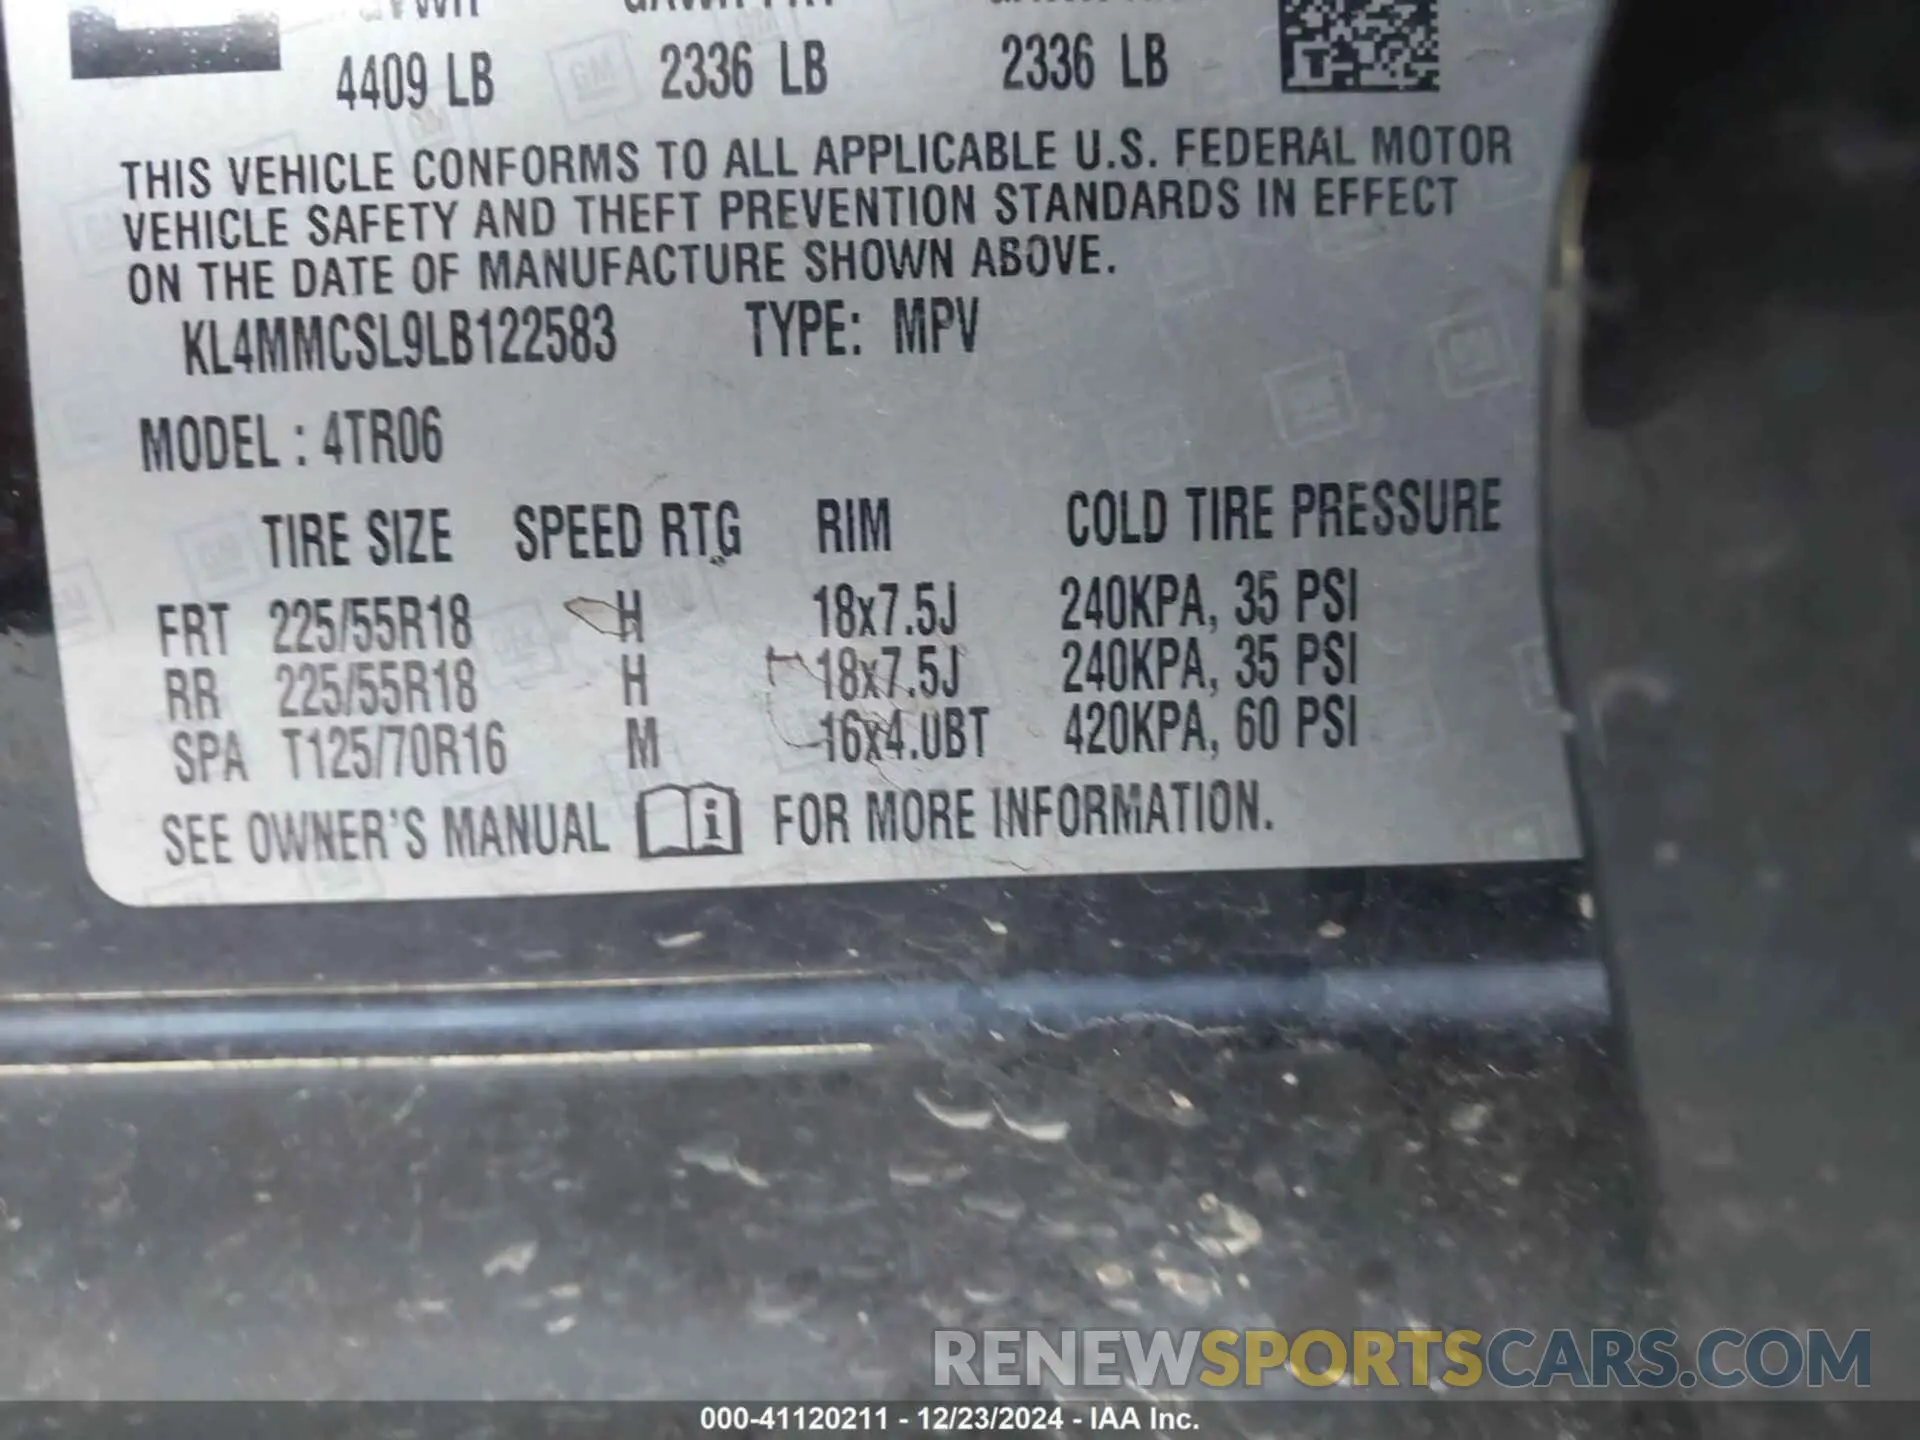 GVWR GAWR FRT
4409 LB 2336 LB 2336 LB
THIS VEHICLE CONFORMS TO ALL APPLICABLE U.S. FEDERAL MOTOR
VEHICLE SAFETY AND THEFT PREVENTION STANDARDS IN EFFECT
ON THE DATE OF MANUFACTURE SHOWN ABOVE.
KL4MMCSL9LB122583 TYPE: MPV
MODEL : 4TR06
TIRE SIZE SPEED RTG RIM COLD TIRE PRESSURE
FRT 225/55R18 H 18x7.5J 240KPA, 35 PSI
RR 225/55R18 H 18x7.5J 240KPA, 35 PSI
SPA T125/70R16 M 16x4.0BT 420KPA, 60 PSI
SEE OWNER'S MANUAL i FOR MORE INFORMATION.
RENEWSPORTSCARS.COM
000-41120211 - 12/23/2024 - IAA Inc.